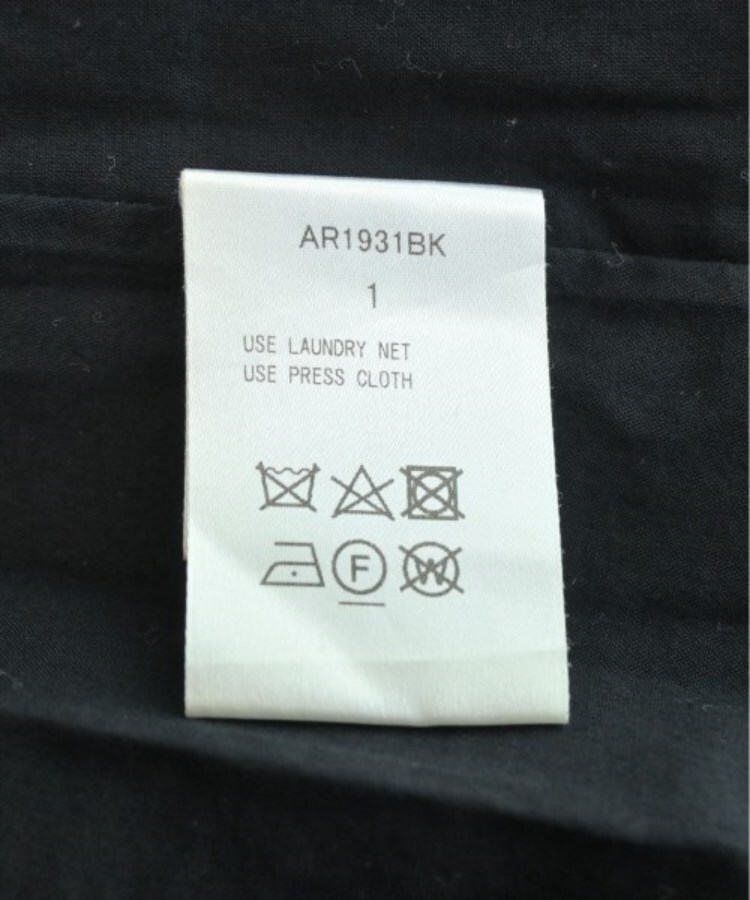 AR1931BK
1
USE LAUNDRY NET
USE PRESS CLOTH
F
W